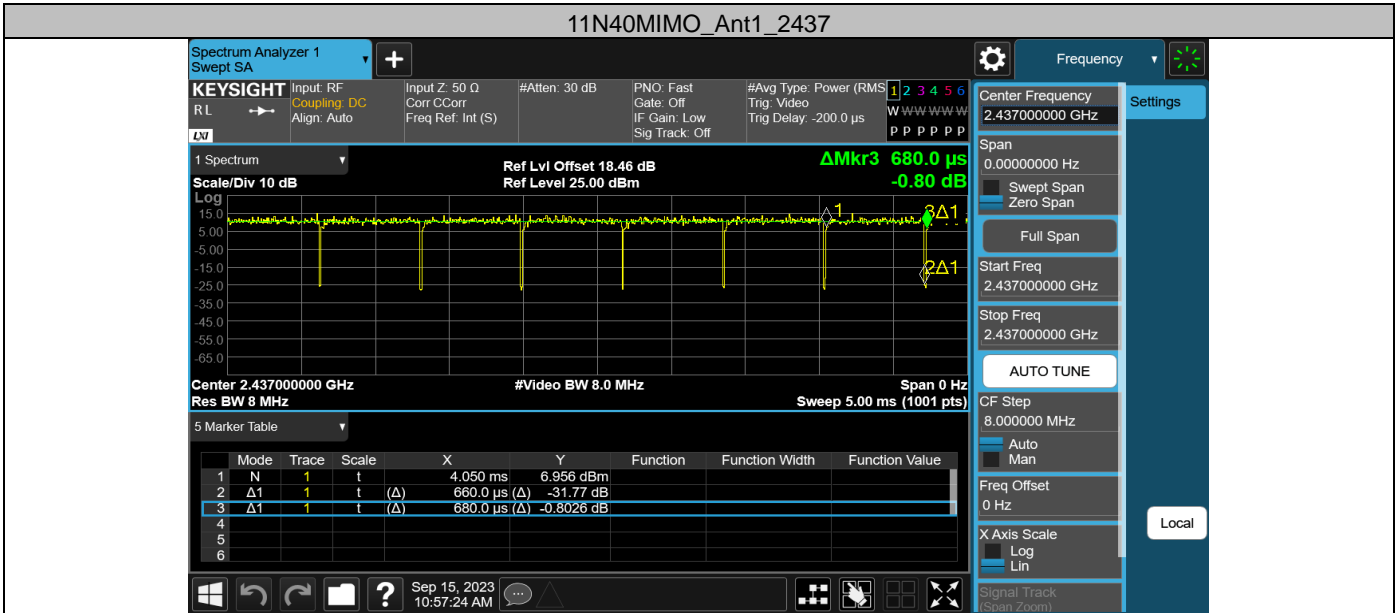 11N40MIMO_Ant1_2437
Spectrum Analyzer 1
Swept SA
+
Frequency
KEYSIGHT
R L
LXI
Input: RF
Coupling: DC
Align: Auto
Input Z: 50 Ω
Corr CCorr
Freq Ref: Int (S)
#Atten: 30 dB
PNO: Fast
Gate: Off
IF Gain: Low
Sig Track: Off
#Avg Type: Power (RMS
Trig: Video
Trig Delay: -200.0 µs
1 2 3 4 5 6
W W W W W W
P P P P P P
1 Spectrum
Scale/Div 10 dB
Ref Lvl Offset 18.46 dB
Ref Level 25.00 dBm
ΔMkr3 680.0 µs
-0.80 dB
Log
15.0
5.00
-5.00
-15.0
-25.0
-35.0
-45.0
-55.0
-65.0
1
3Δ1
2Δ1
Center 2.437000000 GHz
#Video BW 8.0 MHz
Span 0 Hz
Res BW 8 MHz
Sweep 5.00 ms (1001 pts)
5 Marker Table
Mode Trace Scale X Y Function Function Width Function Value
1 N 1 t 4.050 ms 6.956 dBm
2 Δ1 1 t (Δ) 660.0 µs (Δ) -31.77 dB
3 Δ1 1 t (Δ) 680.0 µs (Δ) -0.8026 dB
4
5
6
Center Frequency
2.437000000 GHz
Settings
Span
0.00000000 Hz
Swept Span
Zero Span
Full Span
Start Freq
2.437000000 GHz
Stop Freq
2.437000000 GHz
AUTO TUNE
CF Step
8.000000 MHz
Auto
Man
Freq Offset
0 Hz
Local
X Axis Scale
Log
Lin
Signal Track
(Span Zoom)
?
Sep 15, 2023
10:57:24 AM